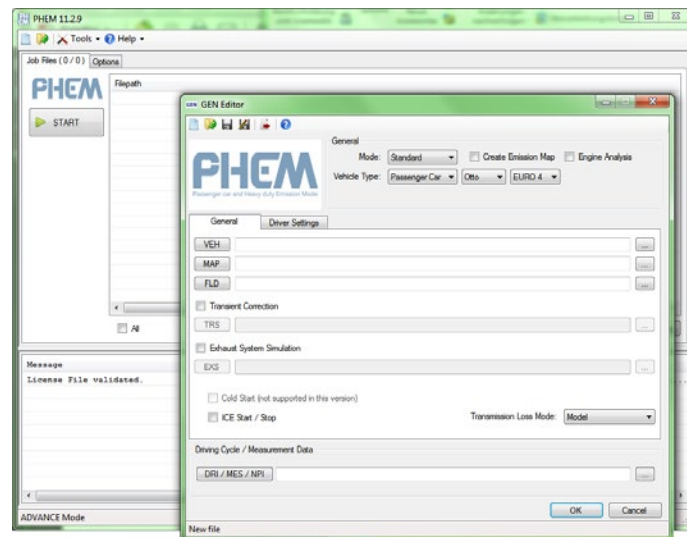 PHEM 11.2.9
Tools Help
Job Files ( 0 / 0 ) Options
PHEM
Filepath
START
All
Message
License File validated.
ADVANCE Mode
GEN GEN Editor
PHEM
Passenger car and Heavy duty Emission Mode
General
Mode: Standard Create Emission Map Engine Analysis
Vehicle Type: Passenger Car Otto EURO 4
General Driver Settings
VEH ...
MAP ...
FLD ...
Transient Correction
TRS ...
Exhaust System Simulation
EXS ...
Cold Start (not supported in this version)
ICE Start / Stop Transmission Loss Mode: Model
Driving Cycle / Measurement Data
DRI / MES / NPI ...
OK Cancel
New file